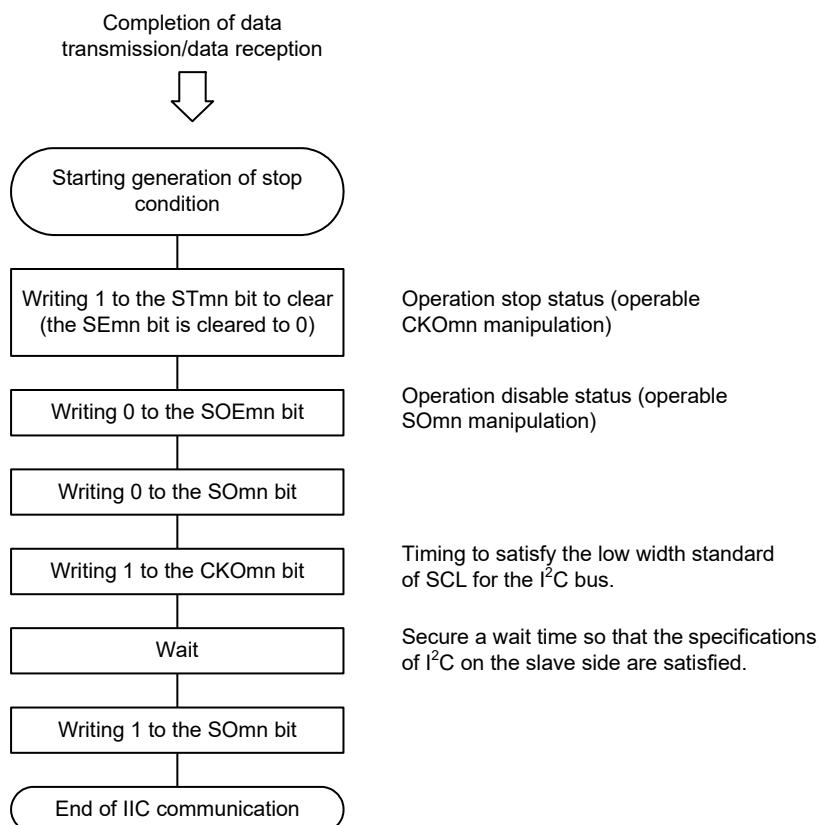 Completion of data
transmission/data reception
Starting generation of stop
condition
Writing 1 to the STmn bit to clear
(the SEmn bit is cleared to 0)
Operation stop status (operable
CKOmn manipulation)
Writing 0 to the SOEmn bit
Operation disable status (operable
SOmn manipulation)
Writing 0 to the SOmn bit
Writing 1 to the CKOmn bit
Timing to satisfy the low width standard
of SCL for the I²C bus.
Wait
Secure a wait time so that the specifications
of I²C on the slave side are satisfied.
Writing 1 to the SOmn bit
End of IIC communication